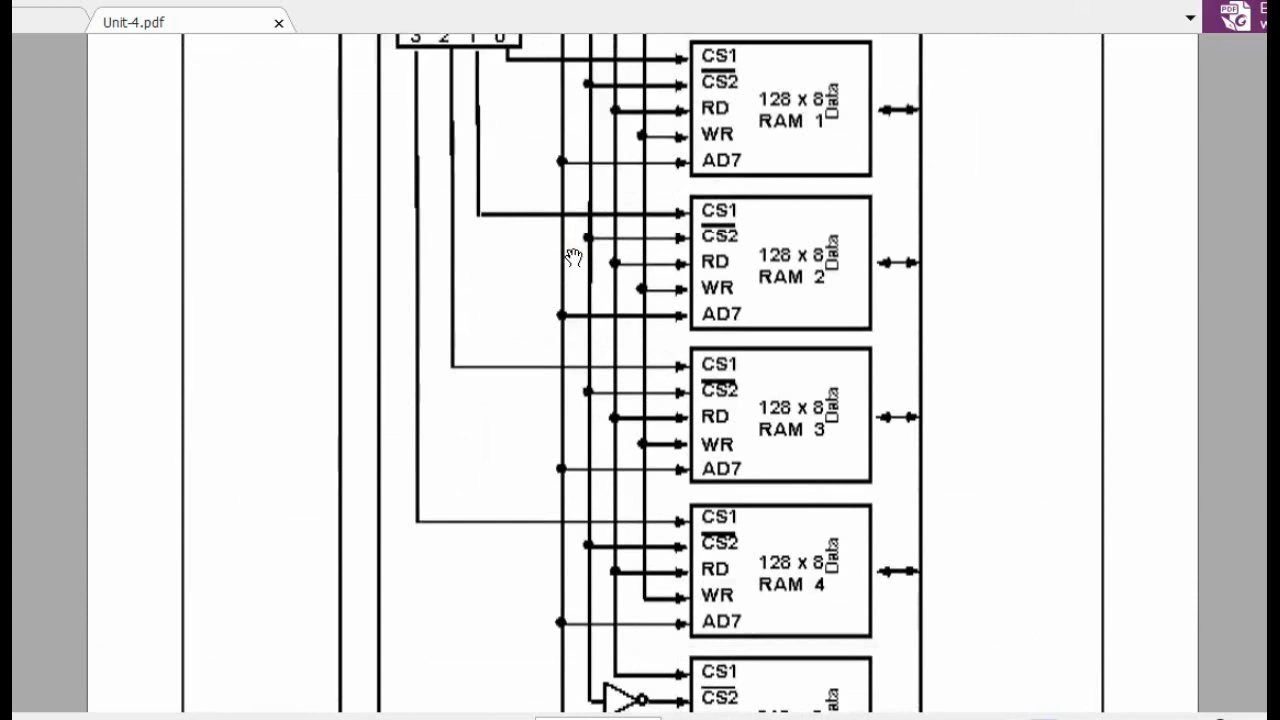 Unit-4.pdf
PDF
3 2 1 0
CS1
CS2
RD
WR
AD7
128 x 8
RAM 1
Data
CS1
CS2
RD
WR
AD7
128 x 8
RAM 2
Data
CS1
CS2
RD
WR
AD7
128 x 8
RAM 3
Data
CS1
CS2
RD
WR
AD7
128 x 8
RAM 4
Data
CS1
CS2